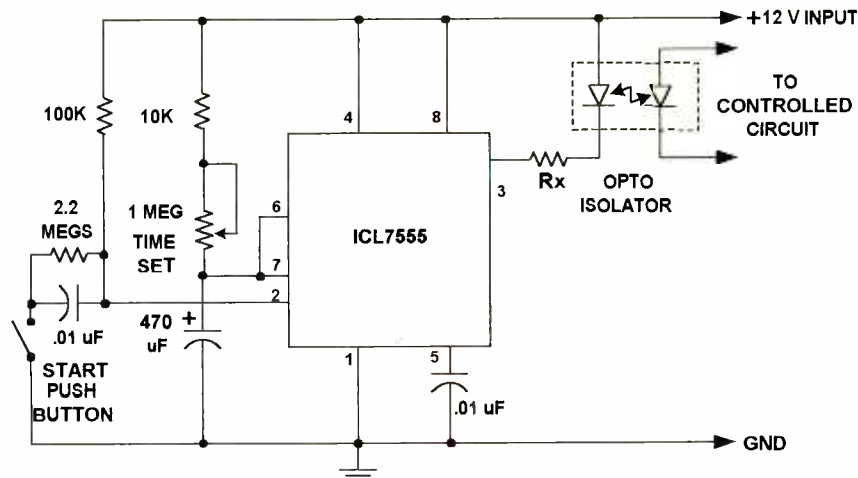 +12 V INPUT
100K
10K
4
8
TO
CONTROLLED
CIRCUIT
Rx
3
OPTO
ISOLATOR
2.2
MEGS
1 MEG
TIME
SET
6
ICL7555
7
2
.01 uF
470
uF
+
1
5
START
PUSH
BUTTON
.01 uF
GND